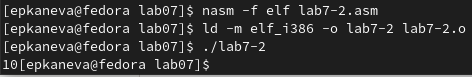 [epkaneva@fedora lab07]$ nasm -f elf lab7-2.asm
[epkaneva@fedora lab07]$ ld -m elf_i386 -o lab7-2 lab7-2.o
[epkaneva@fedora lab07]$ ./lab7-2
10[epkaneva@fedora lab07]$